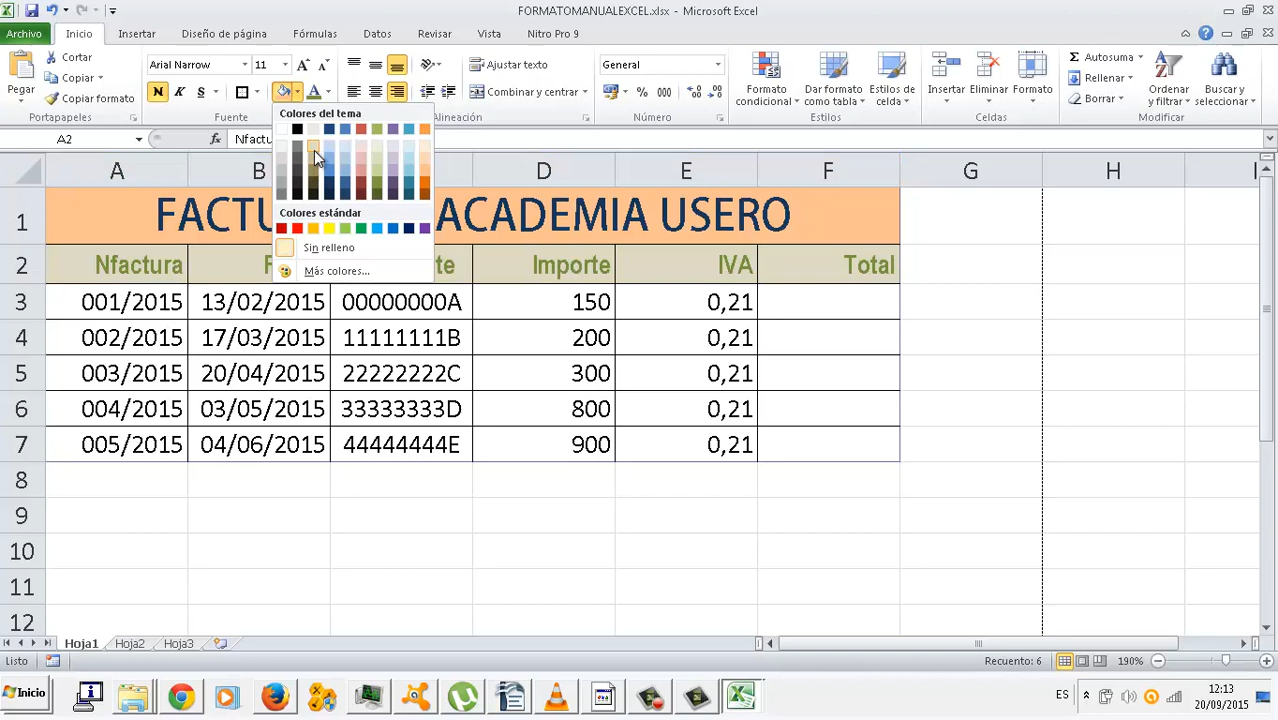 FORMATOMANUALEXCEL.xlsx - Microsoft Excel
Archivo Inicio Insertar Diseño de página Fórmulas Datos Revisar Vista Nitro Pro 9
Pegar
Cortar
Copiar
Copiar formato
Portapapeles
Arial Narrow 11
N K S
Fuente
Ajustar texto
Combinar y centrar
Alineación
General
% 000
Número
Formato condicional
Dar formato como tabla
Estilos de celda
Estilos
Insertar Eliminar Formato
Celdas
Autosuma
Rellenar
Borrar
Ordenar y filtrar
Buscar y seleccionar
Modificar
A2 fx Nfactu
Colores del tema
Colores estándar
Sin relleno
Más colores...
A B D E F G H I
1 FACTU ACADEMIA USERO
2 Nfactura F te Importe IVA Total
3 001/2015 13/02/2015 00000000A 150 0,21
4 002/2015 17/03/2015 11111111B 200 0,21
5 003/2015 20/04/2015 22222222C 300 0,21
6 004/2015 03/05/2015 33333333D 800 0,21
7 005/2015 04/06/2015 44444444E 900 0,21
8
9
10
11
12
Hoja1 Hoja2 Hoja3
Listo Recuento: 6 190%
Inicio ES 12:13
20/09/2015